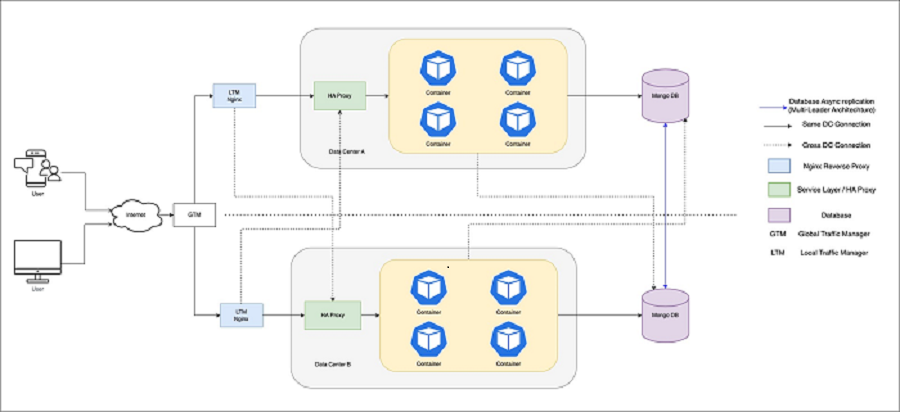 User
User
Internet
GTM
LTM
Nginx
HA Proxy
Data Center A
Container
Container
Container
Container
Mongo DB
LTM
Nginx
HA Proxy
Data Center B
Container
Container
Container
Container
Mongo DB
Database Async replication
(Multi-Leader Architechture)
Same DC Connection
Cross DC Connection
Nginx Reverse Proxy
Service Layer / HA Proxy
Database
GTM Global Traffic Manager
LTM Local Traffic Manager